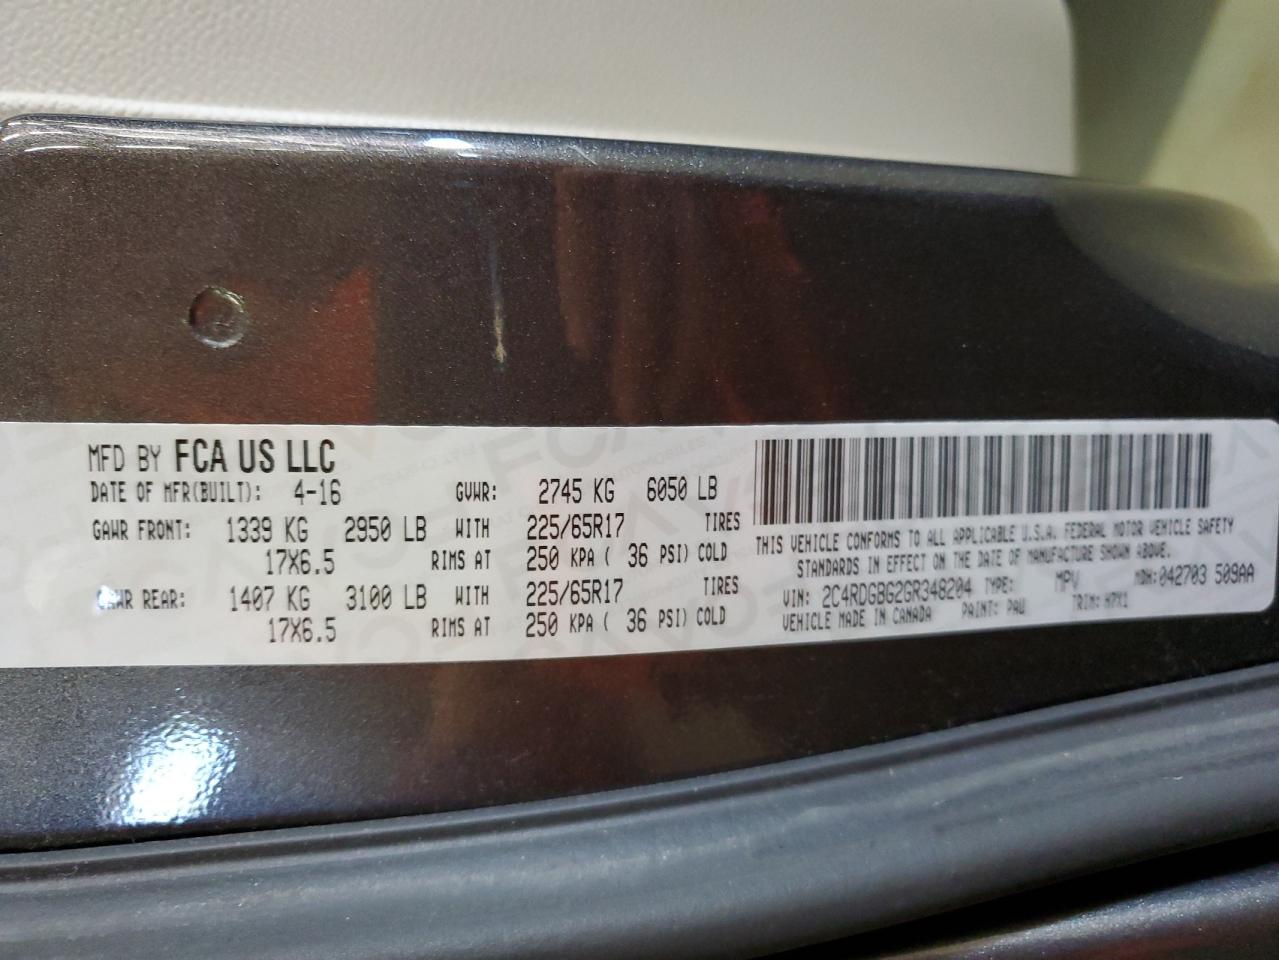 MFD BY FCA US LLC
DATE OF MFR(BUILT): 4-16 GVWR: 2745 KG 6050 LB
GAWR FRONT: 1339 KG 2950 LB WITH 225/65R17 TIRES
17X6.5 RIMS AT 250 KPA ( 36 PSI) COLD
GAWR REAR: 1407 KG 3100 LB WITH 225/65R17 TIRES
17X6.5 RIMS AT 250 KPA ( 36 PSI) COLD
THIS VEHICLE CONFORMS TO ALL APPLICABLE U.S.A. FEDERAL MOTOR VEHICLE SAFETY
STANDARDS IN EFFECT ON THE DATE OF MANUFACTURE SHOWN ABOVE.
VIN: 2C4RDGBG2GR348204 TYPE: MPV MDH: 042703 509AA
VEHICLE MADE IN CANADA PAINT: PAU TRIM: H7X1